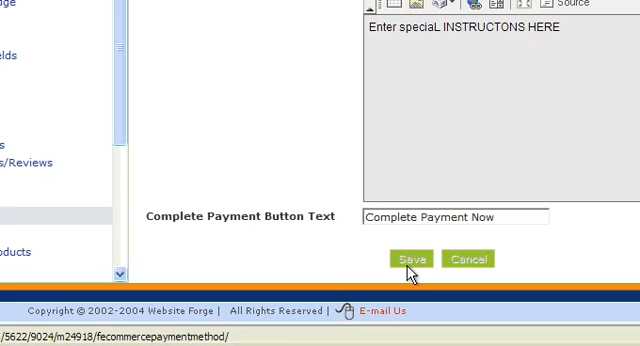 Source
Enter speciaL INSTRUCTONS HERE
elds
s
s/Reviews
Complete Payment Button Text
Complete Payment Now
oducts
Save
Cancel
Copyright © 2002-2004 Website Forge | All Rights Reserved | E-mail Us
/5622/9024/m24918/fecommercepaymentmethod/